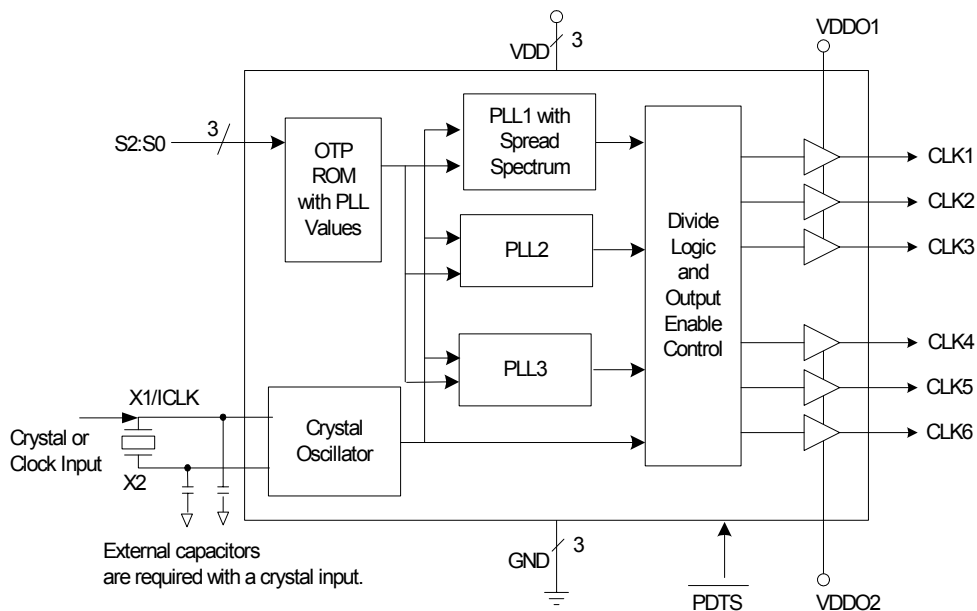 VDD
3
VDDO1
S2:S0
3
OTP
ROM
with PLL
Values
PLL1 with
Spread
Spectrum
PLL2
PLL3
Divide
Logic
and
Output
Enable
Control
CLK1
CLK2
CLK3
CLK4
CLK5
CLK6
X1/ICLK
Crystal or
Clock Input
X2
Crystal
Oscillator
External capacitors
are required with a crystal input.
GND
3
PDTS
VDDO2